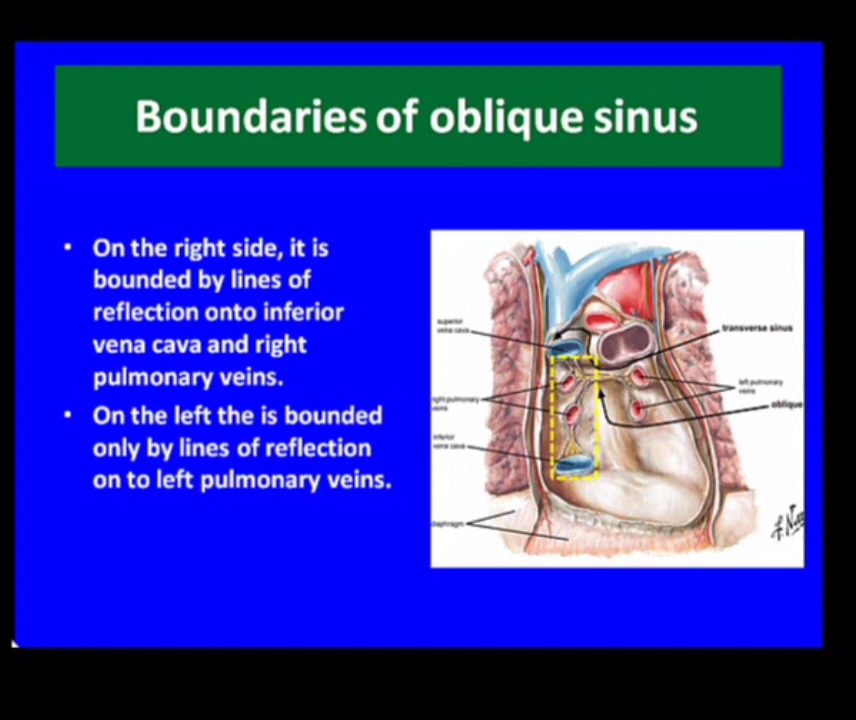 Boundaries of oblique sinus
• On the right side, it is
bounded by lines of
reflection onto inferior
vena cava and right
pulmonary veins.
• On the left the is bounded
only by lines of reflection
on to left pulmonary veins.
superior
vena cava
transverse sinus
right pulmonary
veins
left pulmonary
veins
oblique
inferior
vena cava
diaphragm